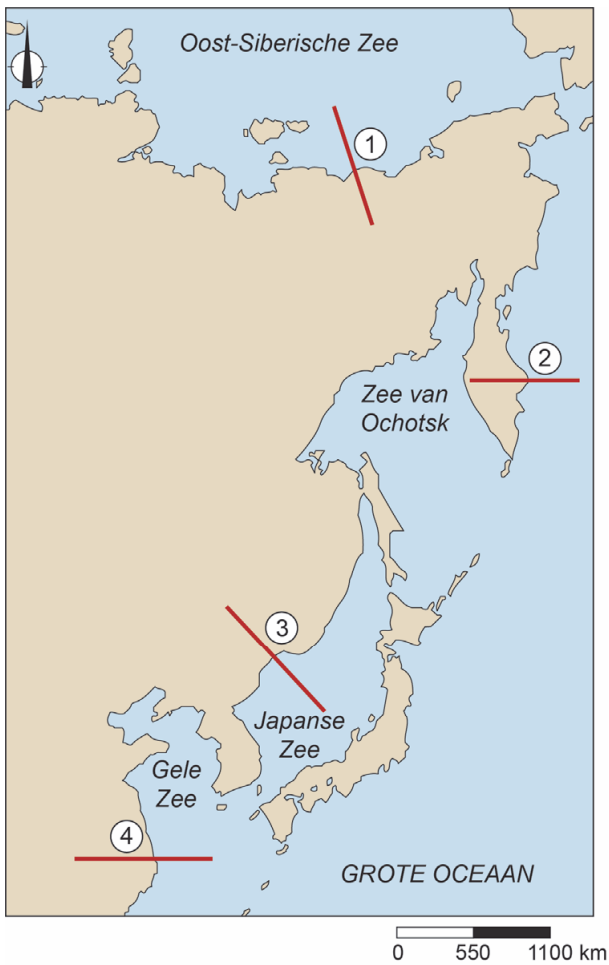 Oost-Siberische Zee
1
2
Zee van
Ochotsk
3
Japanse
Zee
Gele
Zee
4
GROTE OCEAAN
0 550 1100 km